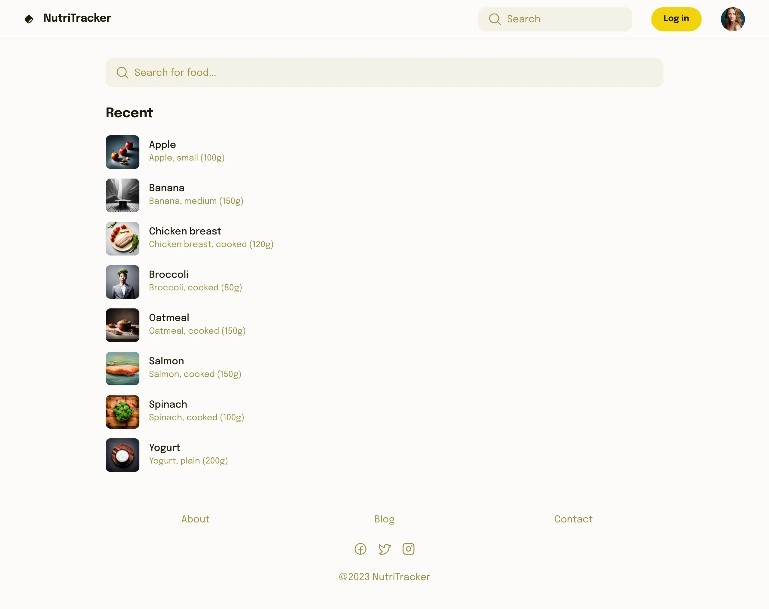 NutriTracker
Search
Log in
Search for food...
Recent
Apple
Apple, small (100g)
Banana
Banana, medium (150g)
Chicken breast
Chicken breast, cooked (120g)
Broccoli
Broccoli, cooked (80g)
Oatmeal
Oatmeal, cooked (150g)
Salmon
Salmon, cooked (150g)
Spinach
Spinach, cooked (100g)
Yogurt
Yogurt, plain (200g)
About
Blog
Contact
©2023 NutriTracker